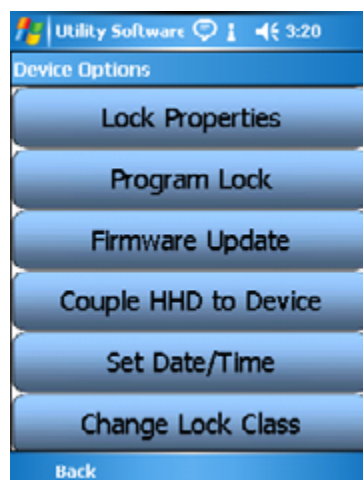 Utility Software 3:20
Device Options
Lock Properties
Program Lock
Firmware Update
Couple HHD to Device
Set Date/Time
Change Lock Class
Back